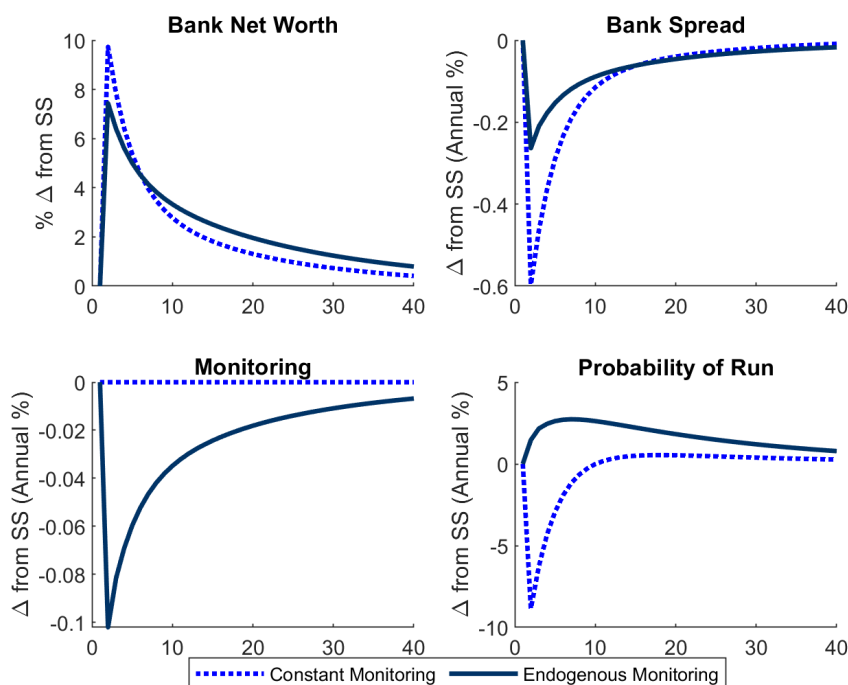 Bank Net Worth
% Δ from SS
10
8
6
4
2
0
0 10 20 30 40
Bank Spread
Δ from SS (Annual %)
0
-0.2
-0.4
-0.6
0 10 20 30 40
Monitoring
Δ from SS (Annual %)
0
-0.02
-0.04
-0.06
-0.08
-0.1
0 10 20 30 40
Probability of Run
Δ from SS (Annual %)
5
0
-5
-10
0 10 20 30 40
Constant Monitoring Endogenous Monitoring